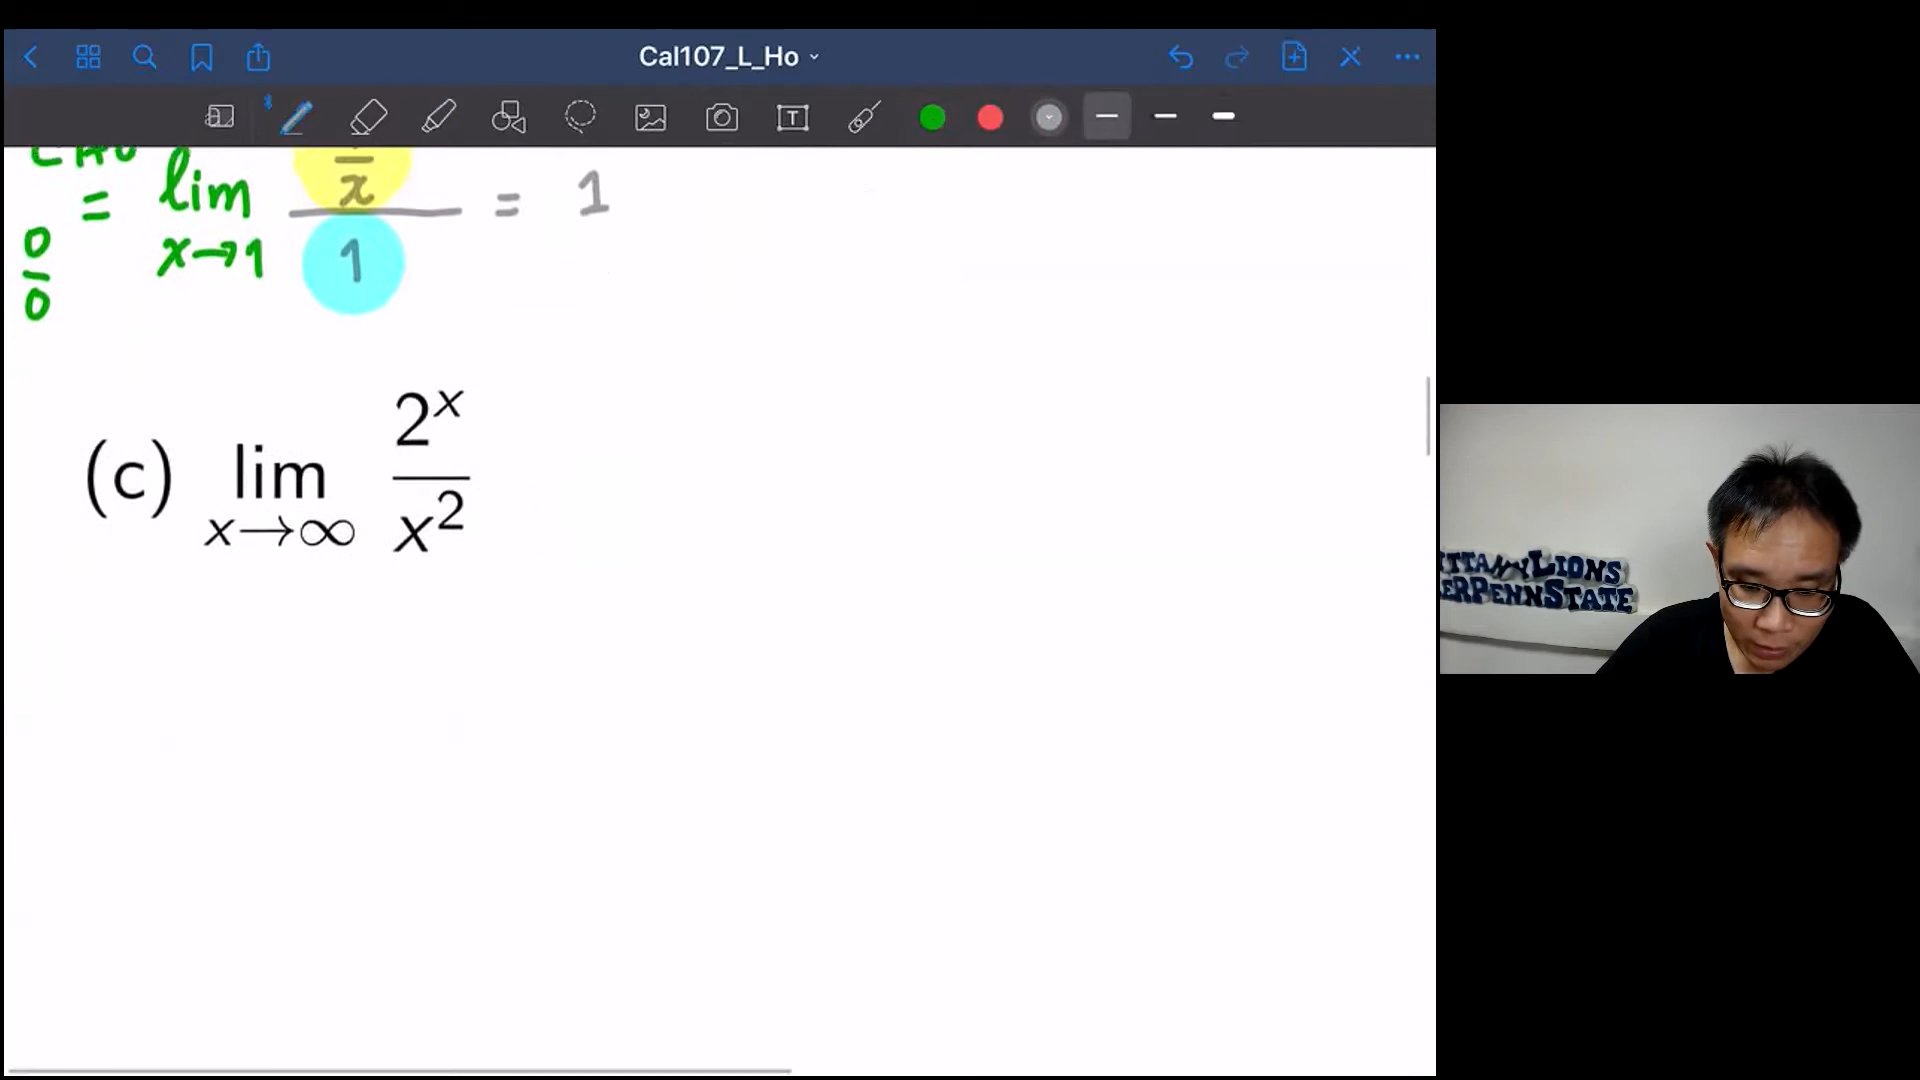 Cal107_L_Ho
= lim x→1 x / 1 = 1
0/0
(c) lim x→∞ 2^x / x^2
LIONS
PENNSTATE